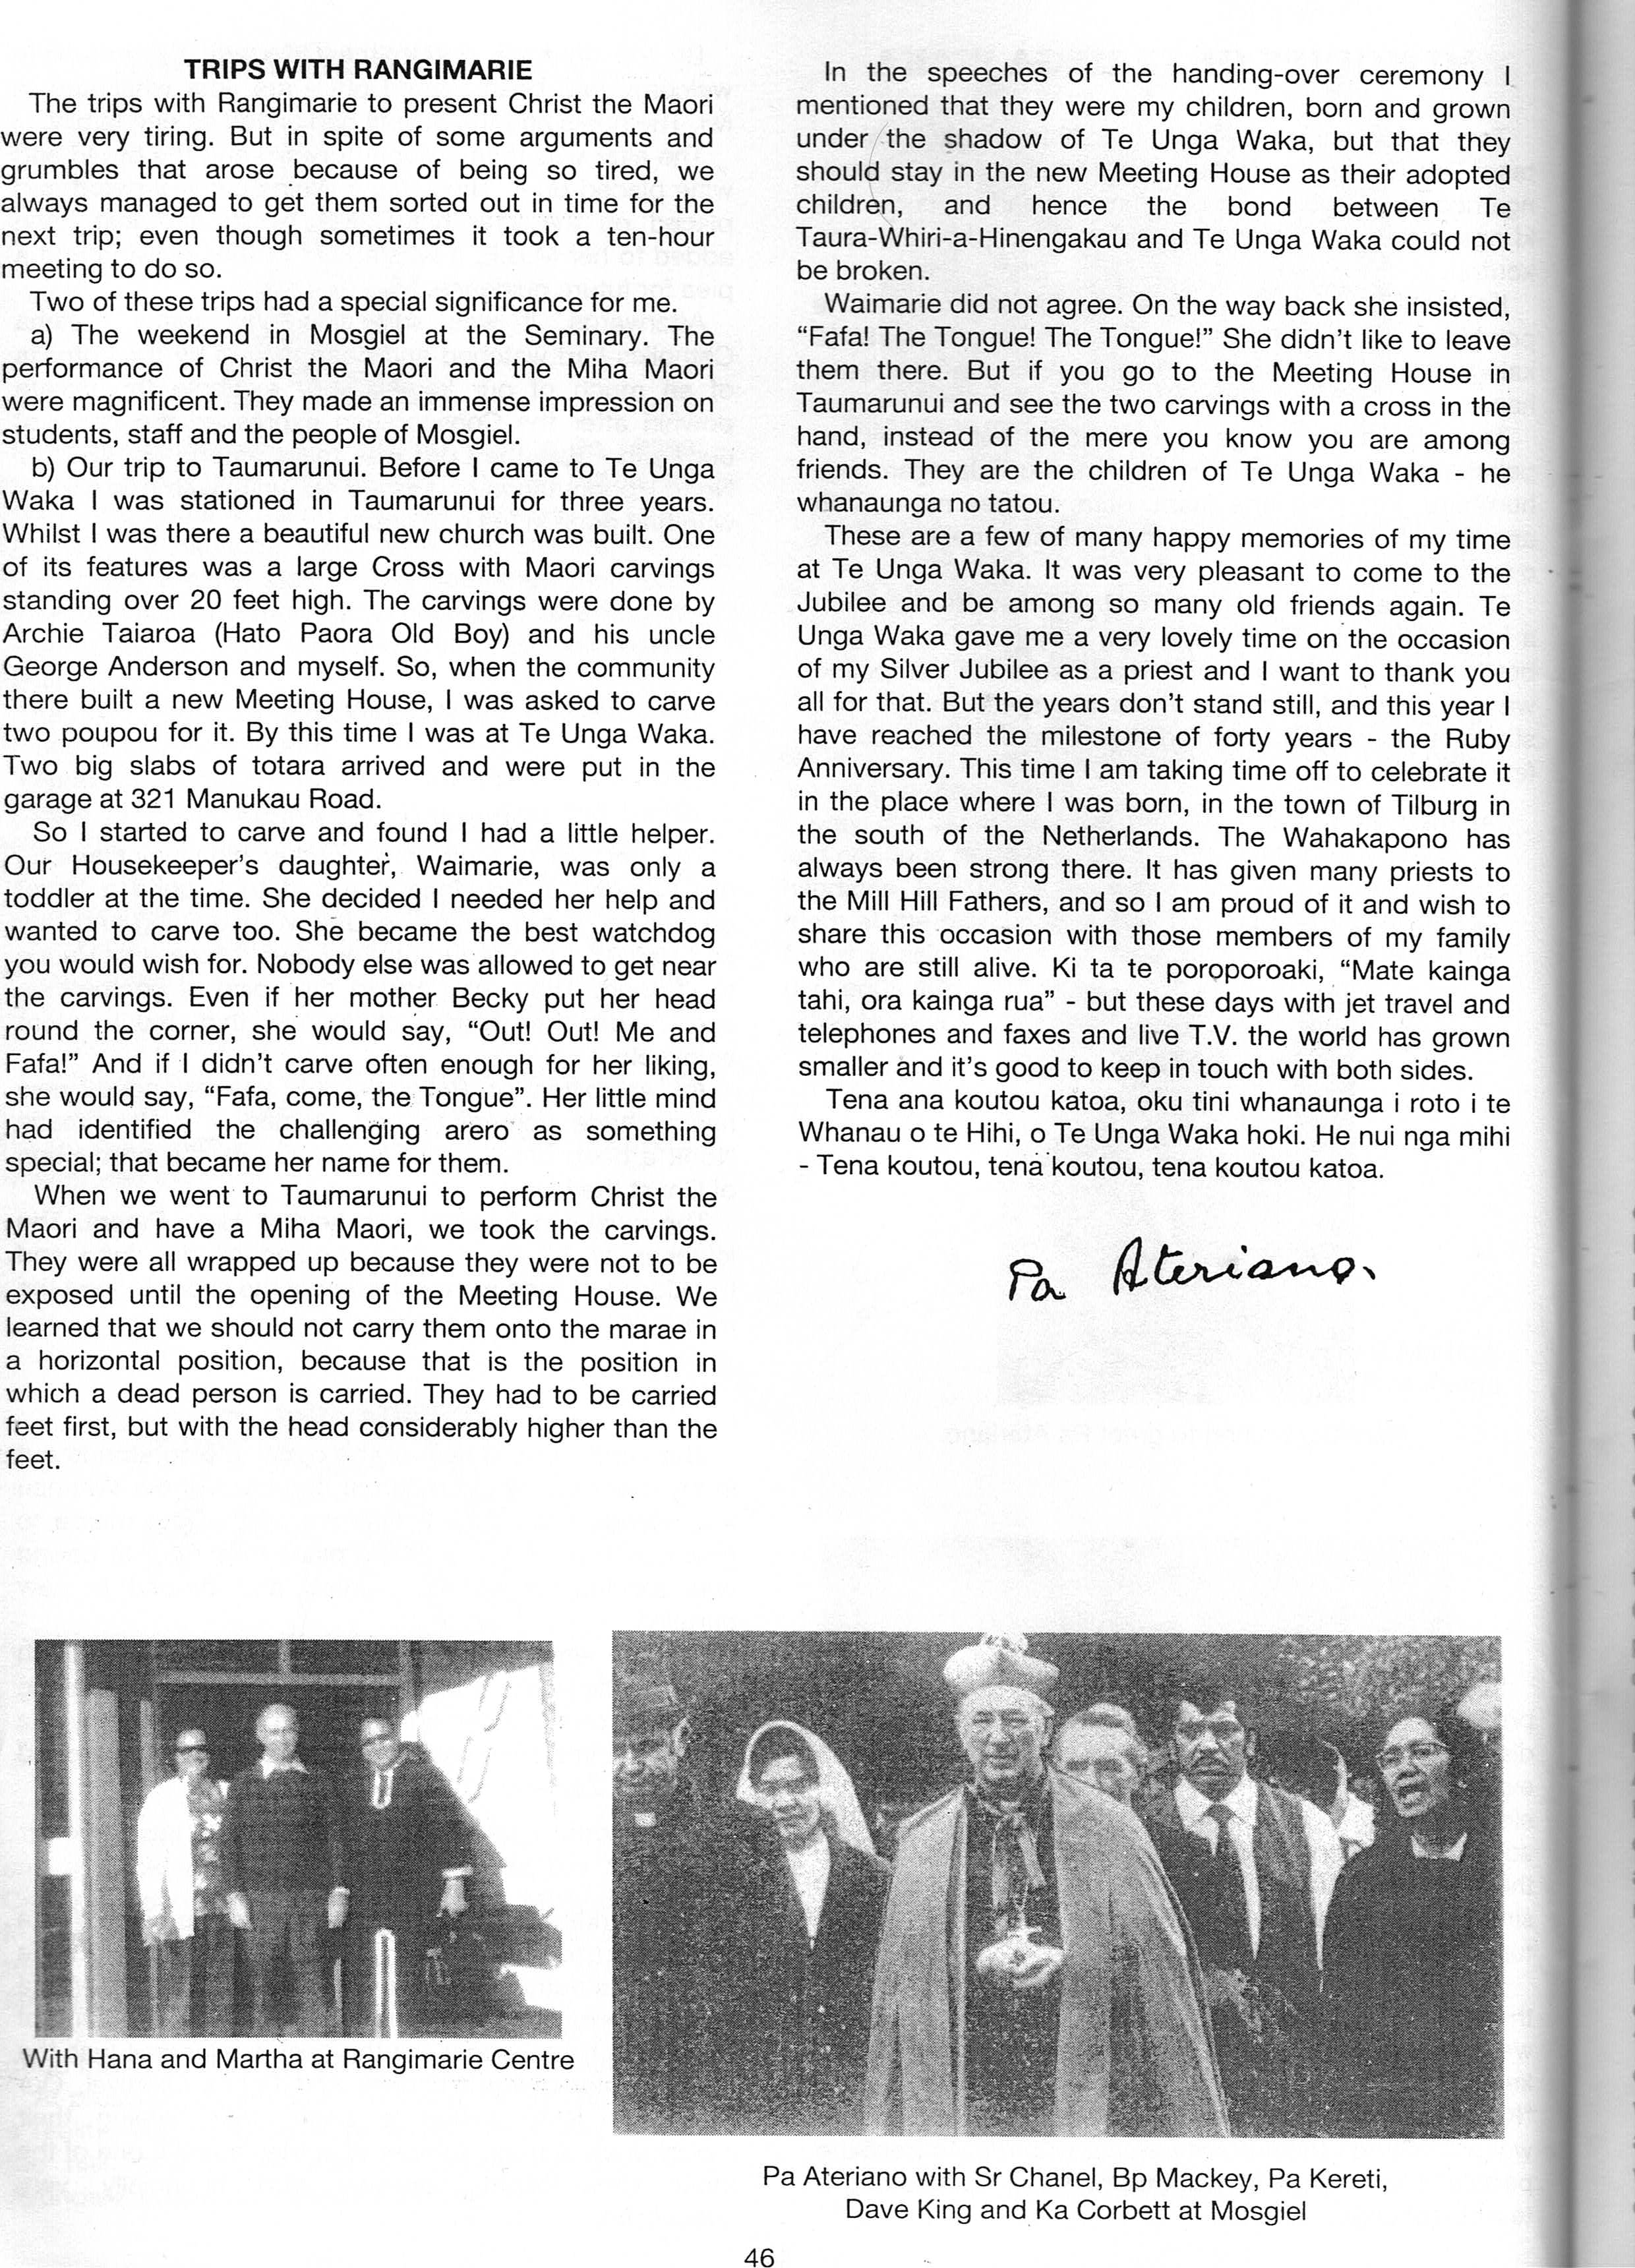 TRIPS WITH RANGIMARIE
The trips with Rangimarie to present Christ the Maori
were very tiring. But in spite of some arguments and
grumbles that arose because of being so tired, we
always managed to get them sorted out in time for the
next trip; even though sometimes it took a ten-hour
meeting to do so.
Two of these trips had a special significance for me.
a) The weekend in Mosgiel at the Seminary. The
performance of Christ the Maori and the Miha Maori
were magnificent. They made an immense impression on
students, staff and the people of Mosgiel.
b) Our trip to Taumarunui. Before I came to Te Unga
Waka I was stationed in Taumarunui for three years.
Whilst I was there a beautiful new church was built. One
of its features was a large Cross with Maori carvings
standing over 20 feet high. The carvings were done by
Archie Taiaroa (Hato Paora Old Boy) and his uncle
George Anderson and myself. So, when the community
there built a new Meeting House, I was asked to carve
two poupou for it. By this time I was at Te Unga Waka.
Two big slabs of totara arrived and were put in the
garage at 321 Manukau Road.
So I started to carve and found I had a little helper.
Our Housekeeper's daughter, Waimarie, was only a
toddler at the time. She decided I needed her help and
wanted to carve too. She became the best watchdog
you would wish for. Nobody else was allowed to get near
the carvings. Even if her mother Becky put her head
round the corner, she would say, "Out! Out! Me and
Fafa!" And if I didn't carve often enough for her liking,
she would say, "Fafa, come, the Tongue". Her little mind
had identified the challenging arero as something
special; that became her name for them.
When we went to Taumarunui to perform Christ the
Maori and have a Miha Maori, we took the carvings.
They were all wrapped up because they were not to be
exposed until the opening of the Meeting House. We
learned that we should not carry them onto the marae in
a horizontal position, because that is the position in
which a dead person is carried. They had to be carried
feet first, but with the head considerably higher than the
feet.
In the speeches of the handing-over ceremony I
mentioned that they were my children, born and grown
under the shadow of Te Unga Waka, but that they
should stay in the new Meeting House as their adopted
children, and hence the bond between Te
Taura-Whiri-a-Hinengakau and Te Unga Waka could not
be broken.
Waimarie did not agree. On the way back she insisted,
"Fafa! The Tongue! The Tongue!" She didn't like to leave
them there. But if you go to the Meeting House in
Taumarunui and see the two carvings with a cross in the
hand, instead of the mere you know you are among
friends. They are the children of Te Unga Waka - he
whanaunga no tatou.
These are a few of many happy memories of my time
at Te Unga Waka. It was very pleasant to come to the
Jubilee and be among so many old friends again. Te
Unga Waka gave me a very lovely time on the occasion
of my Silver Jubilee as a priest and I want to thank you
all for that. But the years don't stand still, and this year I
have reached the milestone of forty years - the Ruby
Anniversary. This time I am taking time off to celebrate it
in the place where I was born, in the town of Tilburg in
the south of the Netherlands. The Wahakapono has
always been strong there. It has given many priests to
the Mill Hill Fathers, and so I am proud of it and wish to
share this occasion with those members of my family
who are still alive. Ki ta te poroporoaki, "Mate kainga
tahi, ora kainga rua" - but these days with jet travel and
telephones and faxes and live T.V. the world has grown
smaller and it's good to keep in touch with both sides.
Tena ana koutou katoa, oku tini whanaunga i roto i te
Whanau o te Hihi, o Te Unga Waka hoki. He nui nga mihi
- Tena koutou, tena koutou, tena koutou katoa.
Pa Ateriano.
With Hana and Martha at Rangimarie Centre
Pa Ateriano with Sr Chanel, Bp Mackey, Pa Kereti,
Dave King and Ka Corbett at Mosgiel
46